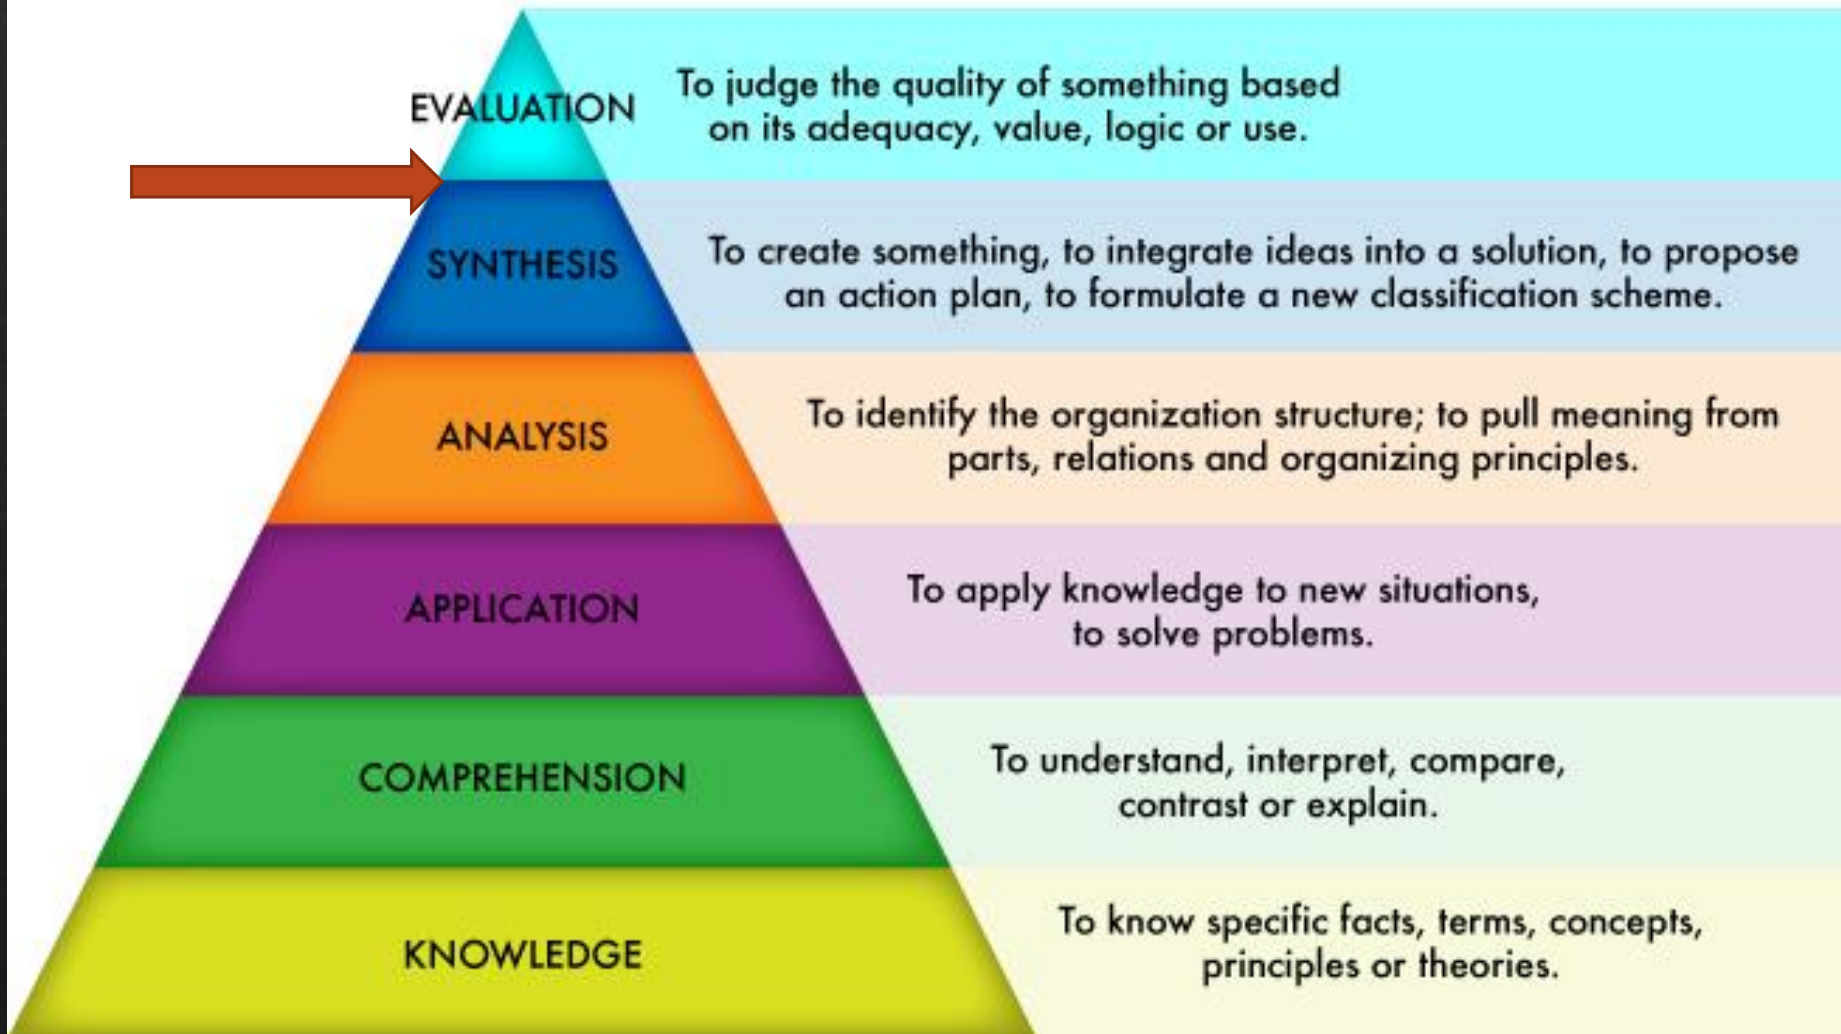 EVALUATION
To judge the quality of something based
on its adequacy, value, logic or use.
SYNTHESIS
To create something, to integrate ideas into a solution, to propose
an action plan, to formulate a new classification scheme.
ANALYSIS
To identify the organization structure; to pull meaning from
parts, relations and organizing principles.
APPLICATION
To apply knowledge to new situations,
to solve problems.
COMPREHENSION
To understand, interpret, compare,
contrast or explain.
KNOWLEDGE
To know specific facts, terms, concepts,
principles or theories.